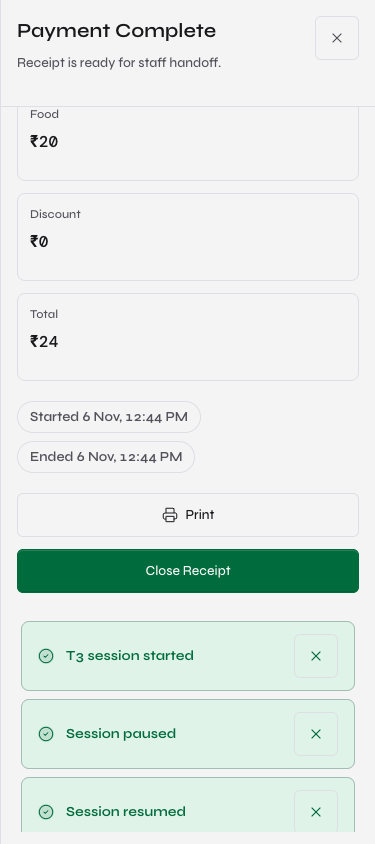 Payment Complete
Receipt is ready for staff handoff.
Food
₹20
Discount
₹0
Total
₹24
Started 6 Nov, 12:44 PM
Ended 6 Nov, 12:44 PM
Print
Close Receipt
T3 session started
Session paused
Session resumed